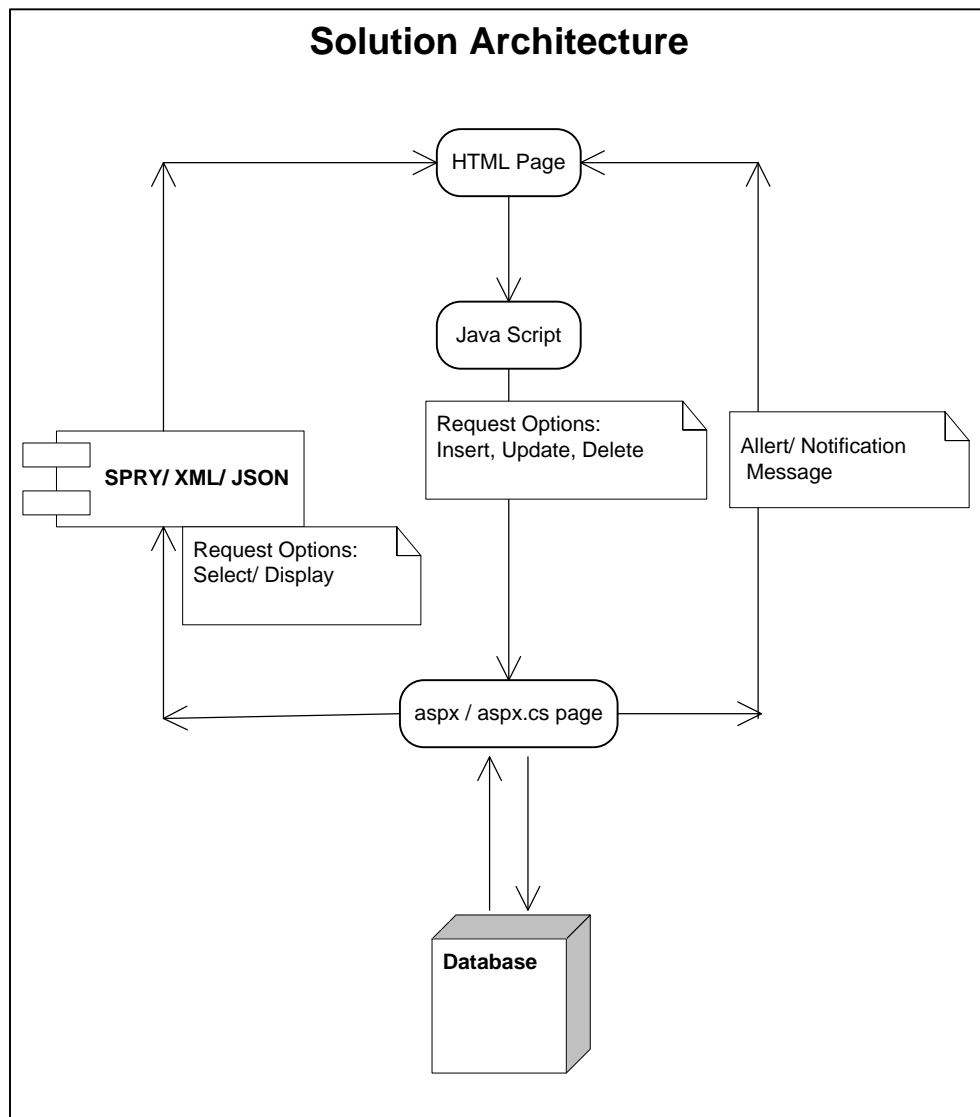 Solution Architecture
HTML Page
Java Script
Request Options:
Insert, Update, Delete
Allert/ Notification
Message
SPRY/ XML/ JSON
Request Options:
Select/ Display
aspx / aspx.cs page
Database